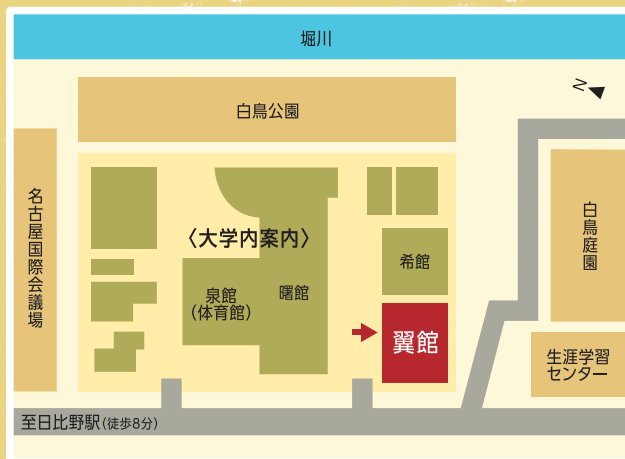 堀川
白鳥公園
N
名古屋国際会議場
〈大学内案内〉
白鳥庭園
希館
泉館
(体育館)
曙館
翼館
生涯学習
センター
至日比野駅(徒歩8分)